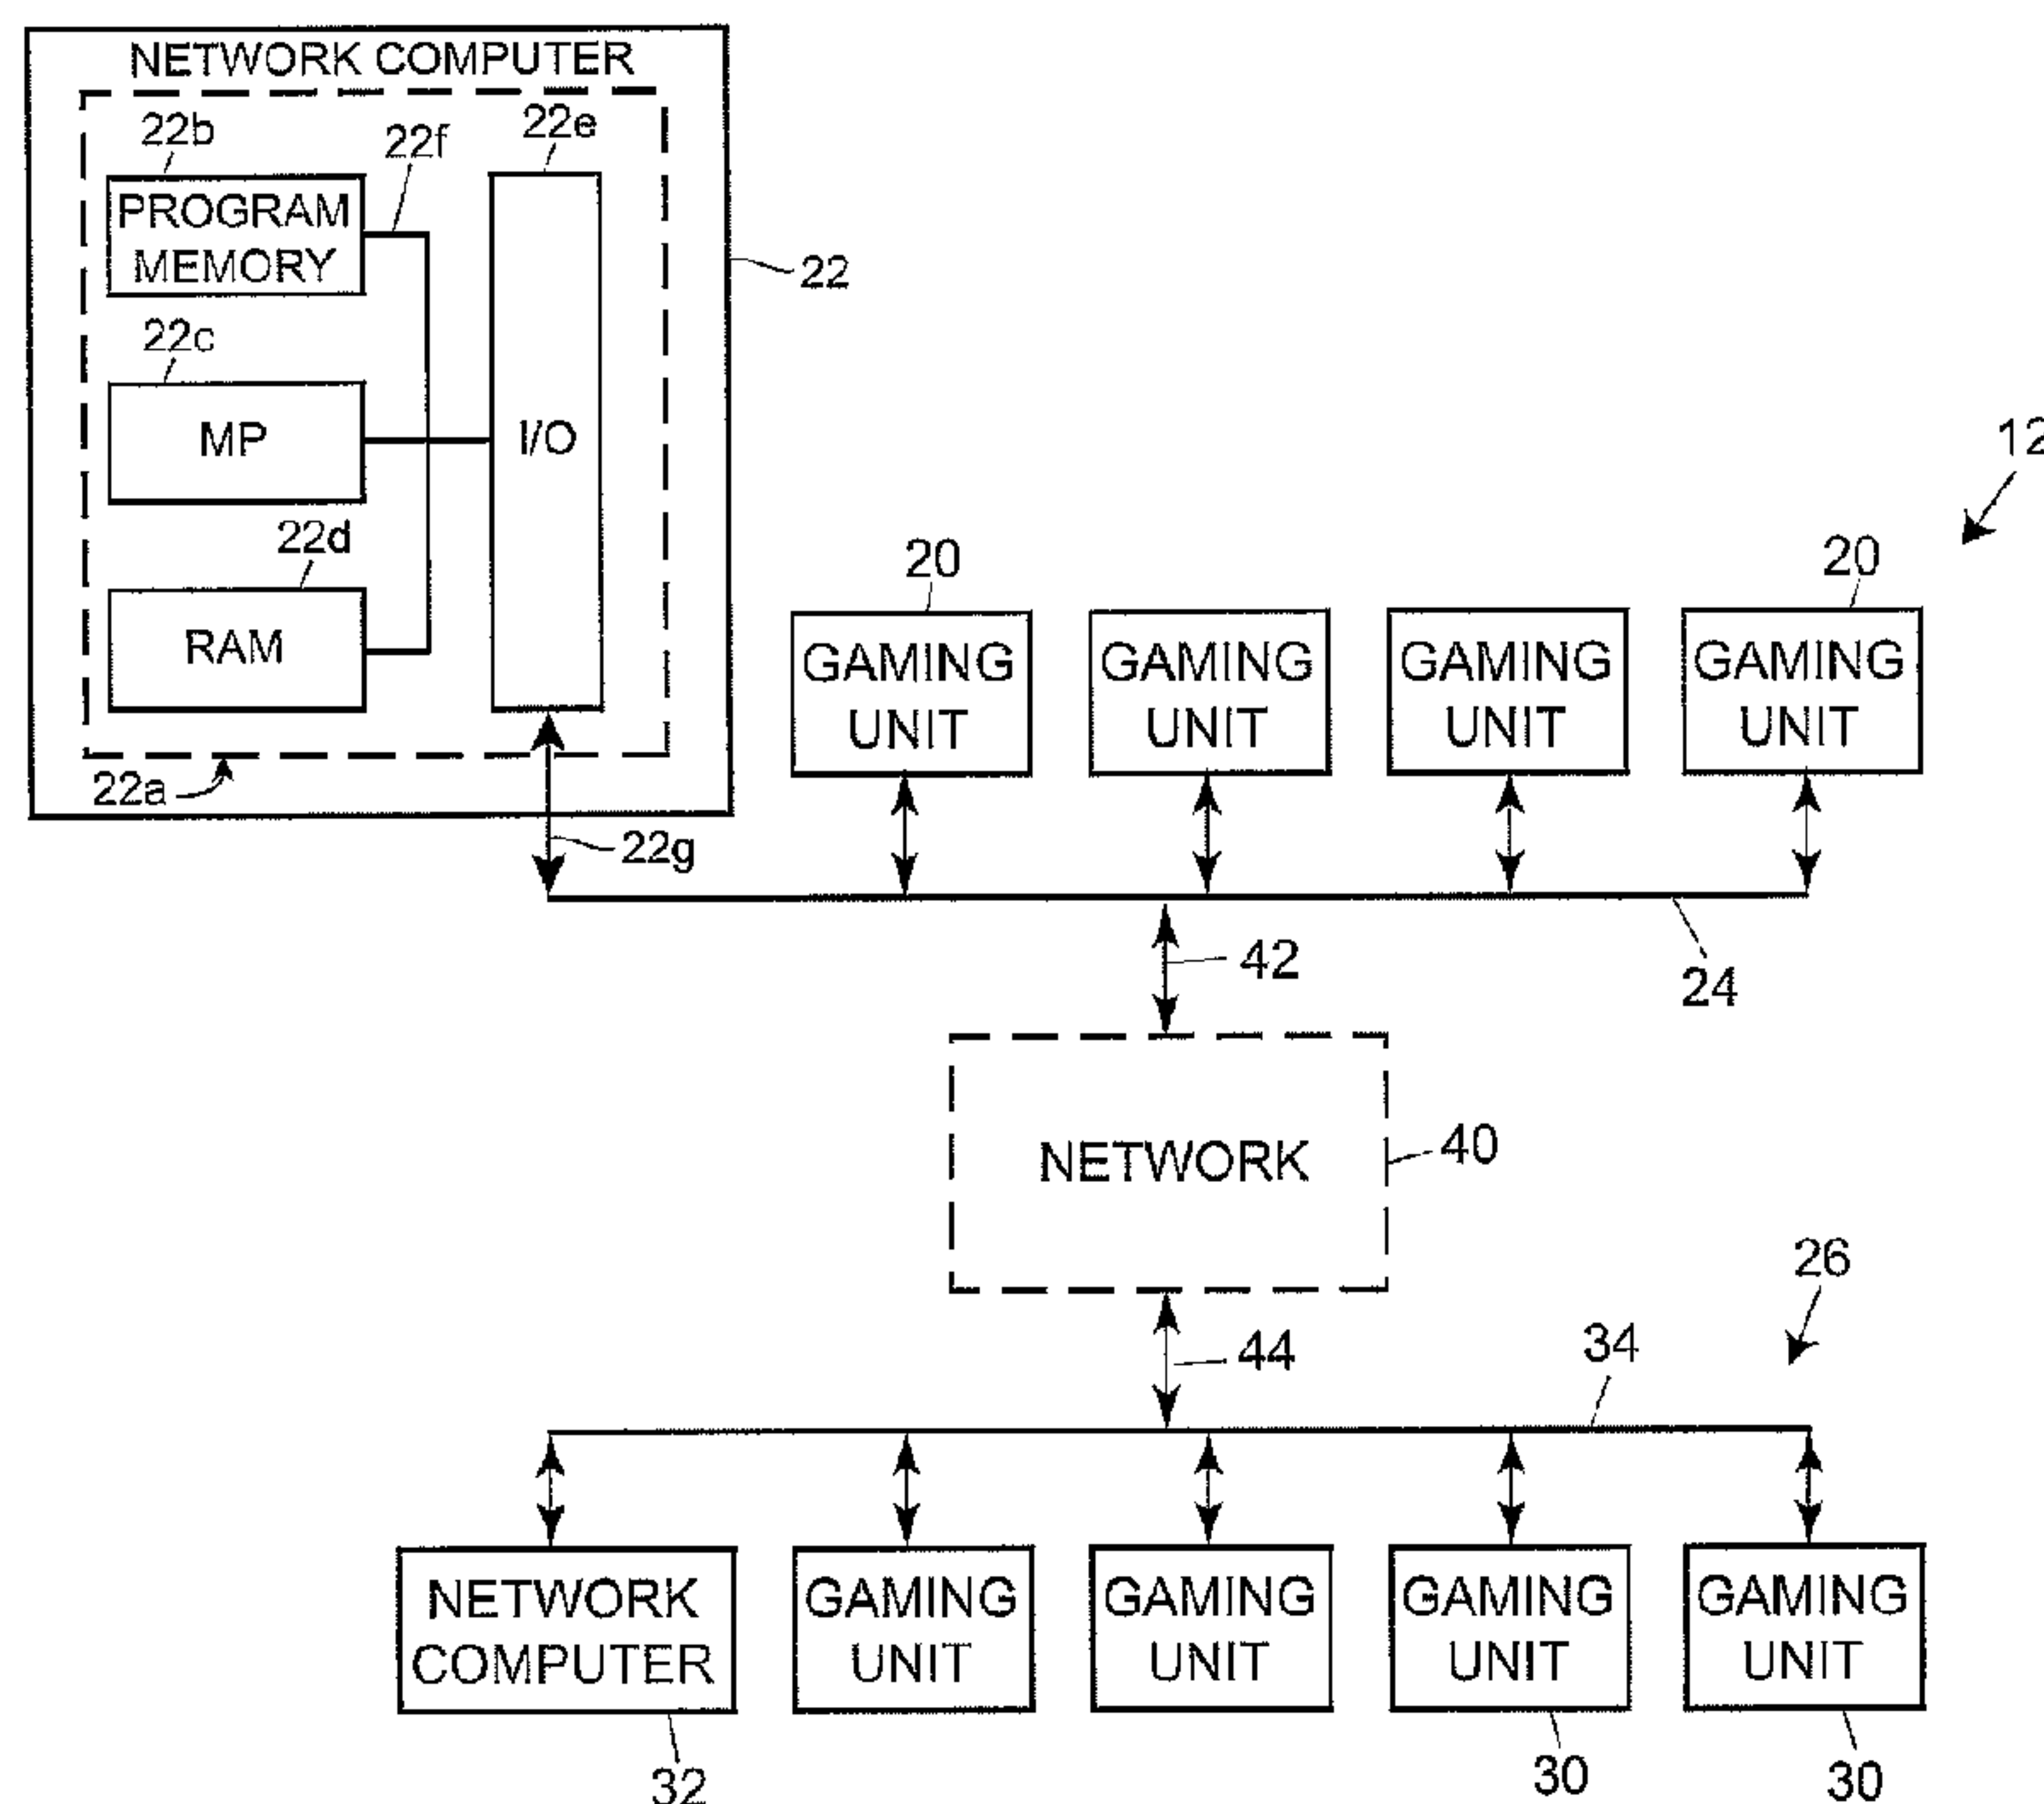 NETWORK COMPUTER
22b
22f
22e
PROGRAM
MEMORY
22
22c
MP
I/O
12
22d
RAM
20
20
GAMING
UNIT
GAMING
UNIT
GAMING
UNIT
GAMING
UNIT
22a
22g
42
24
NETWORK
40
26
44
34
NETWORK
COMPUTER
GAMING
UNIT
GAMING
UNIT
GAMING
UNIT
GAMING
UNIT
32
30
30